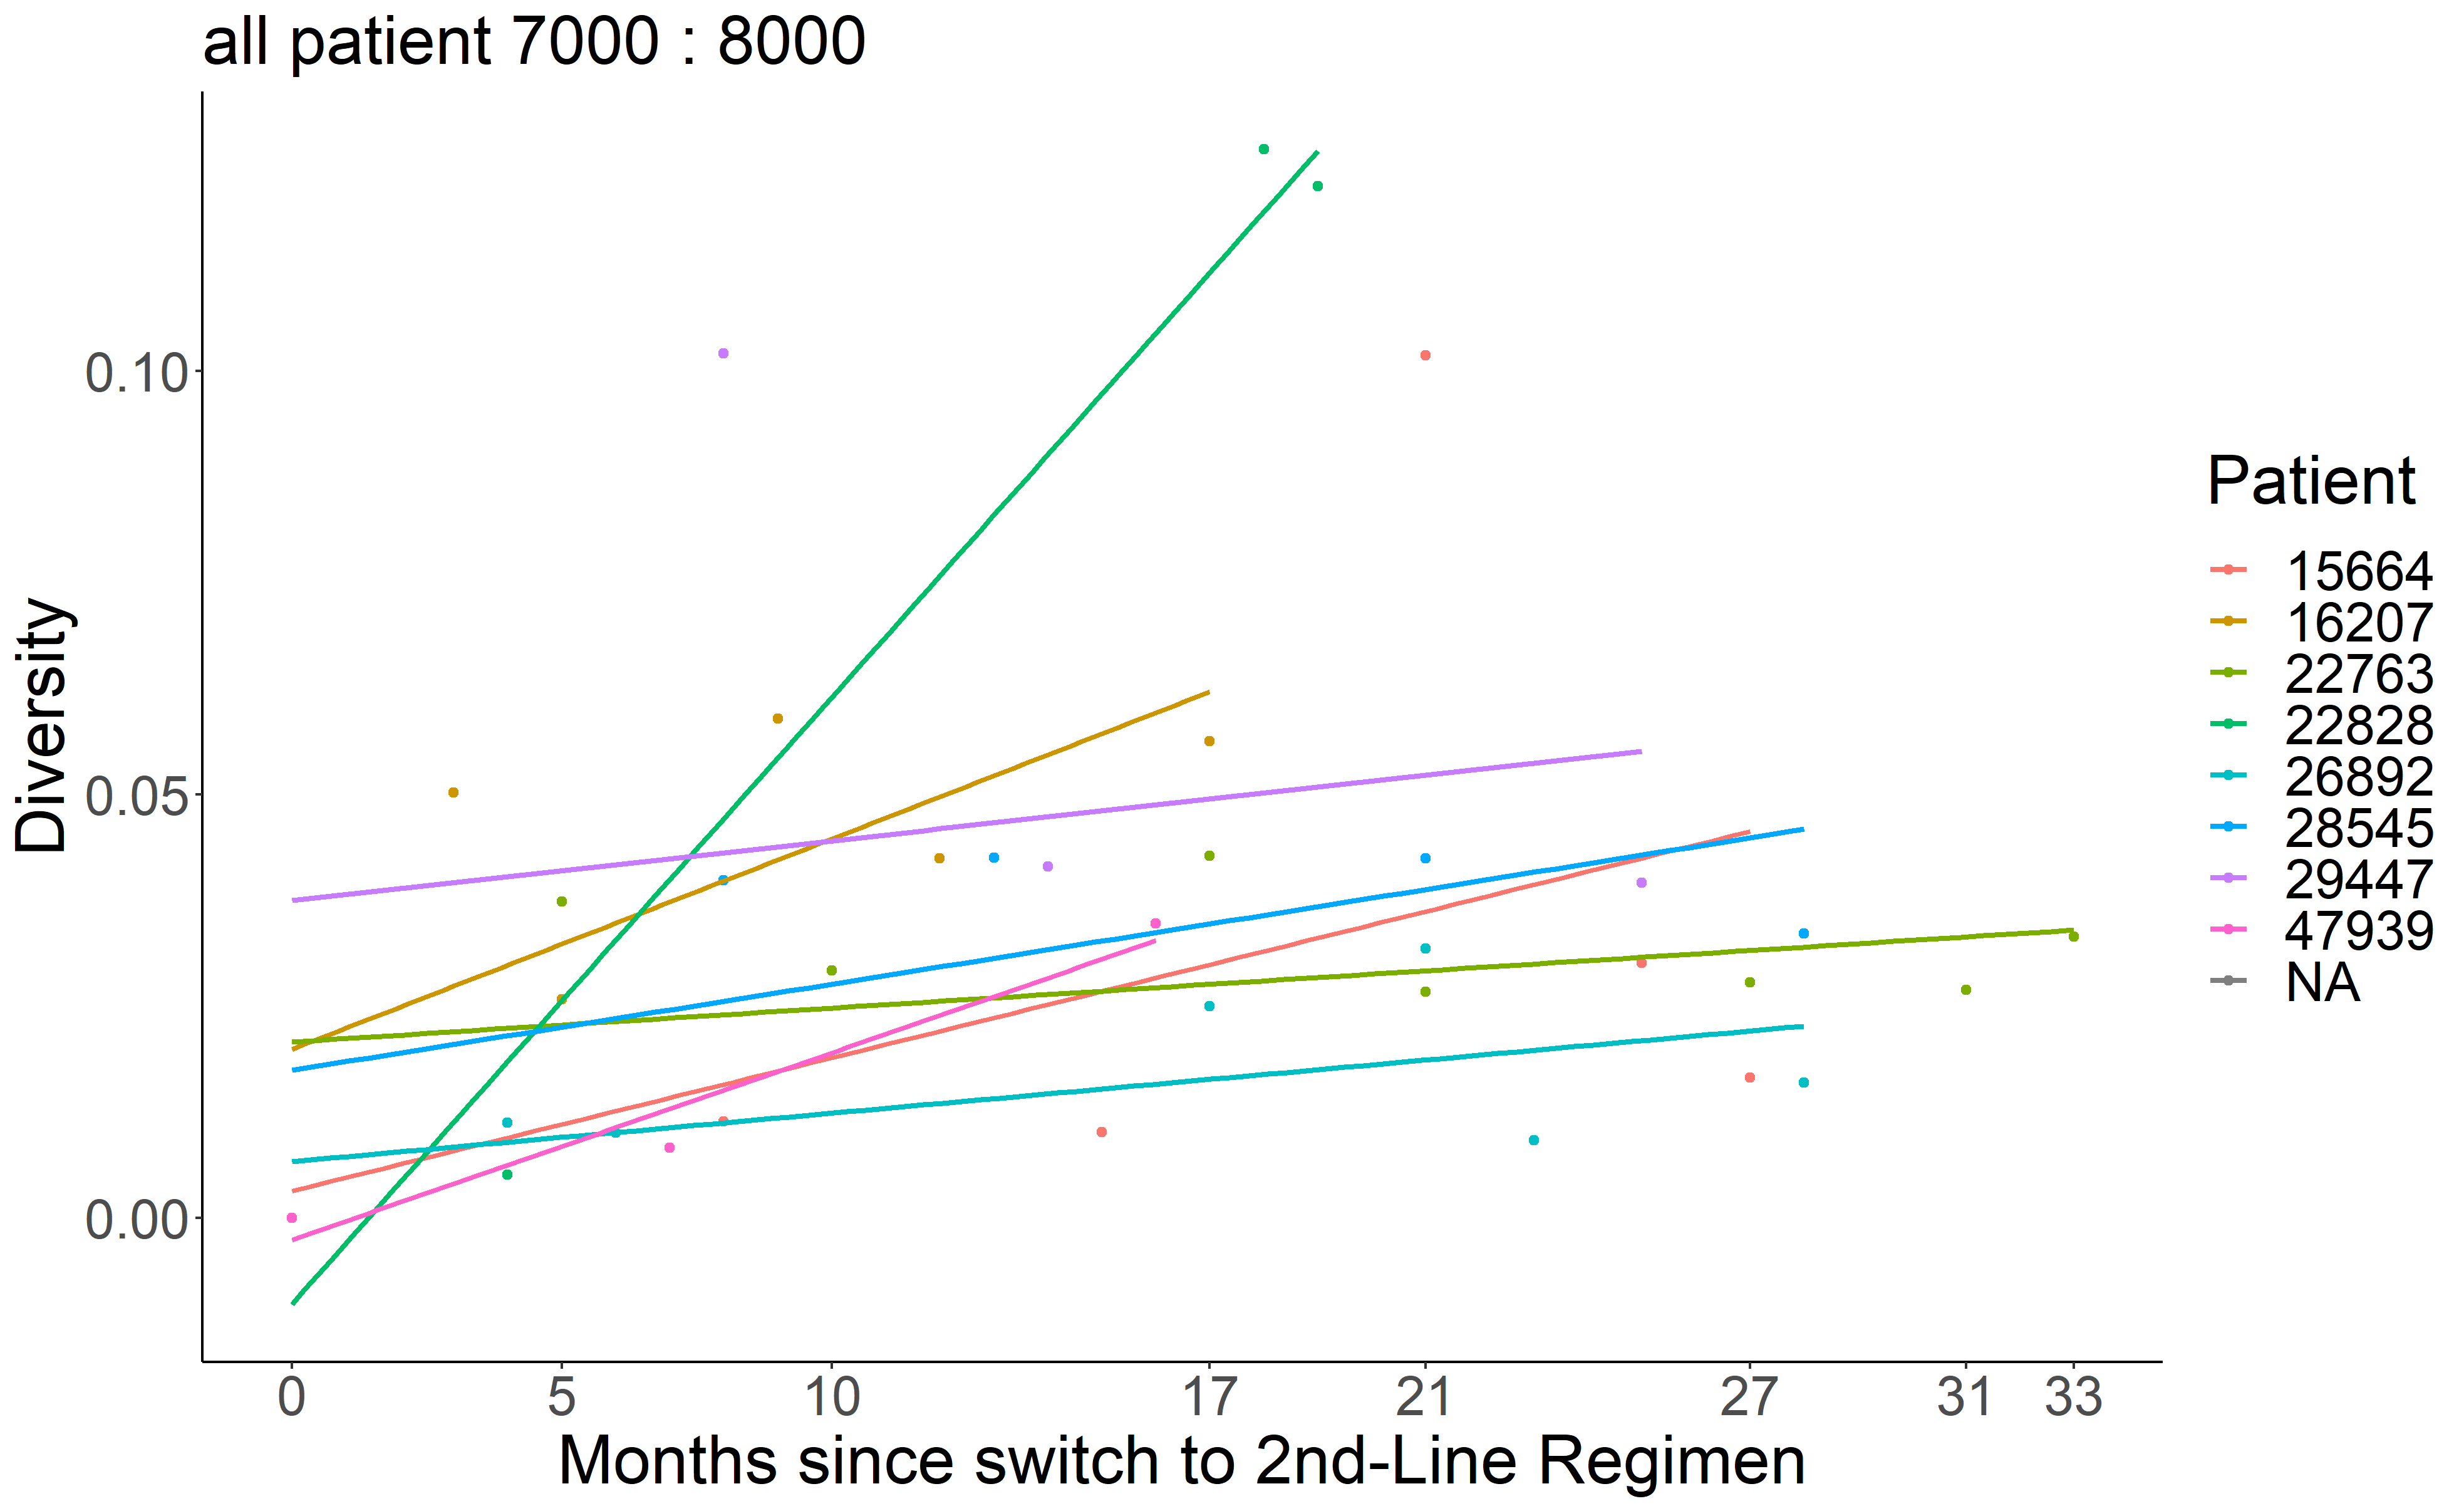 all patient 7000 : 8000
Diversity
0.10
0.05
0.00
0 5 10 17 21 27 31 33
Months since switch to 2nd-Line Regimen
Patient
15664
16207
22763
22828
26892
28545
29447
47939
NA